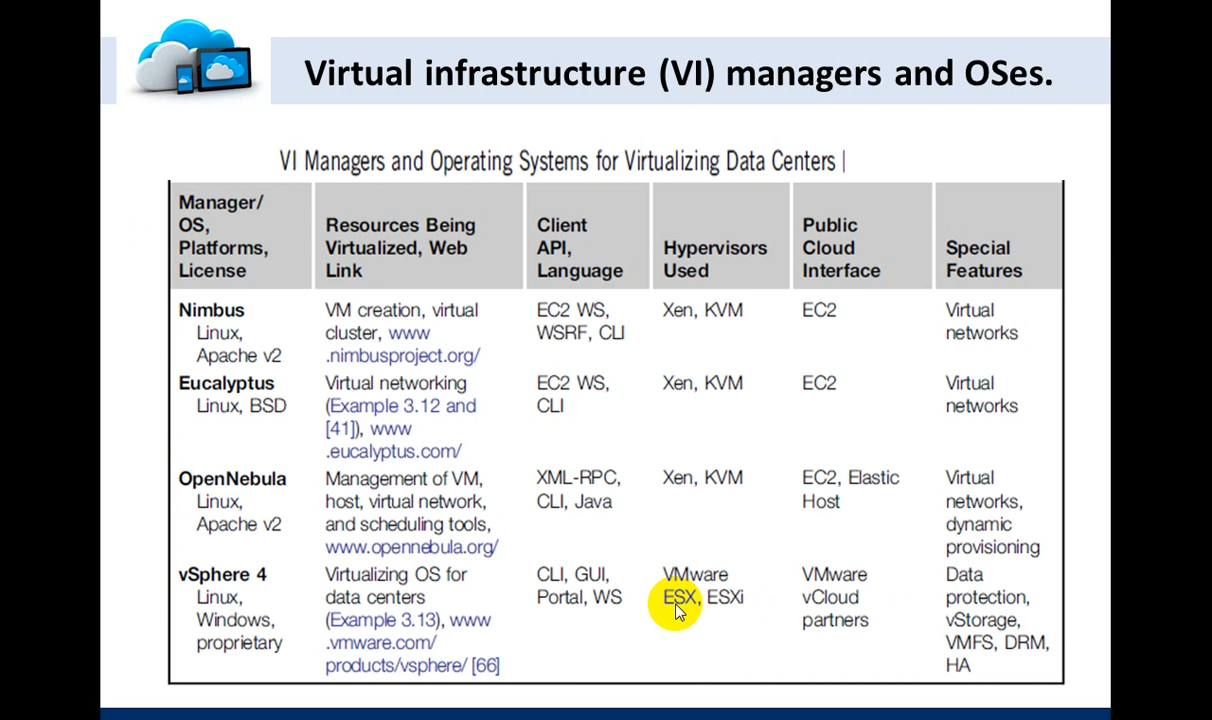 Virtual infrastructure (VI) managers and OSes.
VI Managers and Operating Systems for Virtualizing Data Centers
Manager/
OS,
Platforms,
License
Resources Being
Virtualized, Web
Link
Client
API,
Language
Hypervisors
Used
Public
Cloud
Interface
Special
Features
Nimbus
Linux,
Apache v2
VM creation, virtual
cluster, www
.nimbusproject.org/
EC2 WS,
WSRF, CLI
Xen, KVM
EC2
Virtual
networks
Eucalyptus
Linux, BSD
Virtual networking
(Example 3.12 and
[41]), www
.eucalyptus.com/
EC2 WS,
CLI
Xen, KVM
EC2
Virtual
networks
OpenNebula
Linux,
Apache v2
Management of VM,
host, virtual network,
and scheduling tools,
www.opennebula.org/
XML-RPC,
CLI, Java
Xen, KVM
EC2, Elastic
Host
Virtual
networks,
dynamic
provisioning
vSphere 4
Linux,
Windows,
proprietary
Virtualizing OS for
data centers
(Example 3.13), www
.vmware.com/
products/vsphere/ [66]
CLI, GUI,
Portal, WS
VMware
ESX, ESXi
VMware
vCloud
partners
Data
protection,
vStorage,
VMFS, DRM,
HA